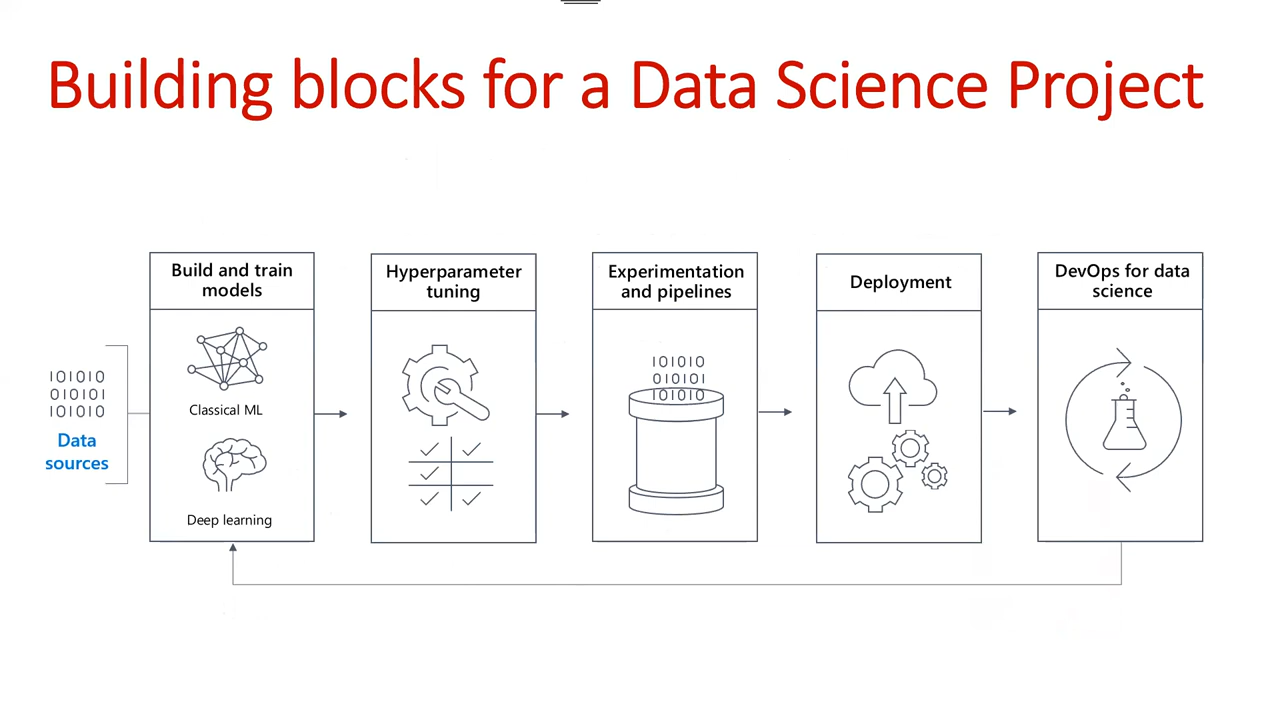 Building blocks for a Data Science Project
101010
010101
101010
Data
sources
Build and train
models
Classical ML
Deep learning
Hyperparameter
tuning
Experimentation
and pipelines
101010
010101
101010
Deployment
DevOps for data
science